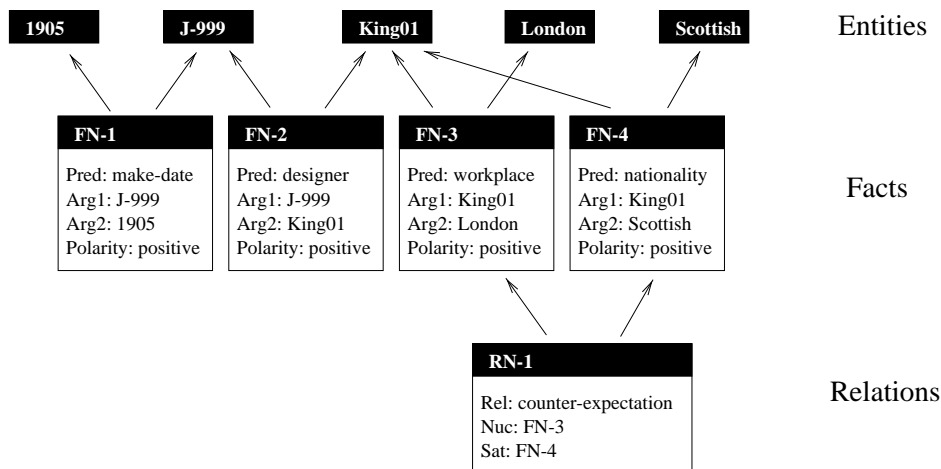 1905 J-999 King01 London Scottish Entities
FN-1 FN-2 FN-3 FN-4
Pred: make-date Pred: designer Pred: workplace Pred: nationality
Arg1: J-999 Arg1: J-999 Arg1: King01 Arg1: King01 Facts
Arg2: 1905 Arg2: King01 Arg2: London Arg2: Scottish
Polarity: positive Polarity: positive Polarity: positive Polarity: positive
RN-1
Relations
Rel: counter-expectation
Nuc: FN-3
Sat: FN-4